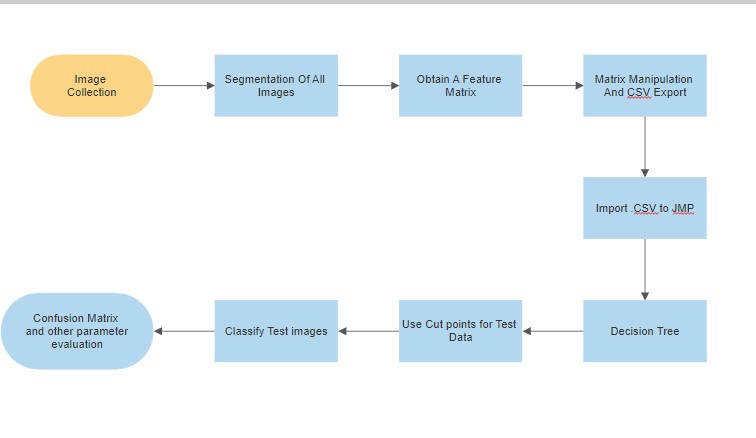 Image
Collection
Segmentation Of All
Images
Obtain A Feature
Matrix
Matrix Manipulation
And CSV Export
Import .CSV to JMP
Decision Tree
Use Cut points for Test
Data
Classify Test images
Confusion Matrix
and other parameter
evaluation